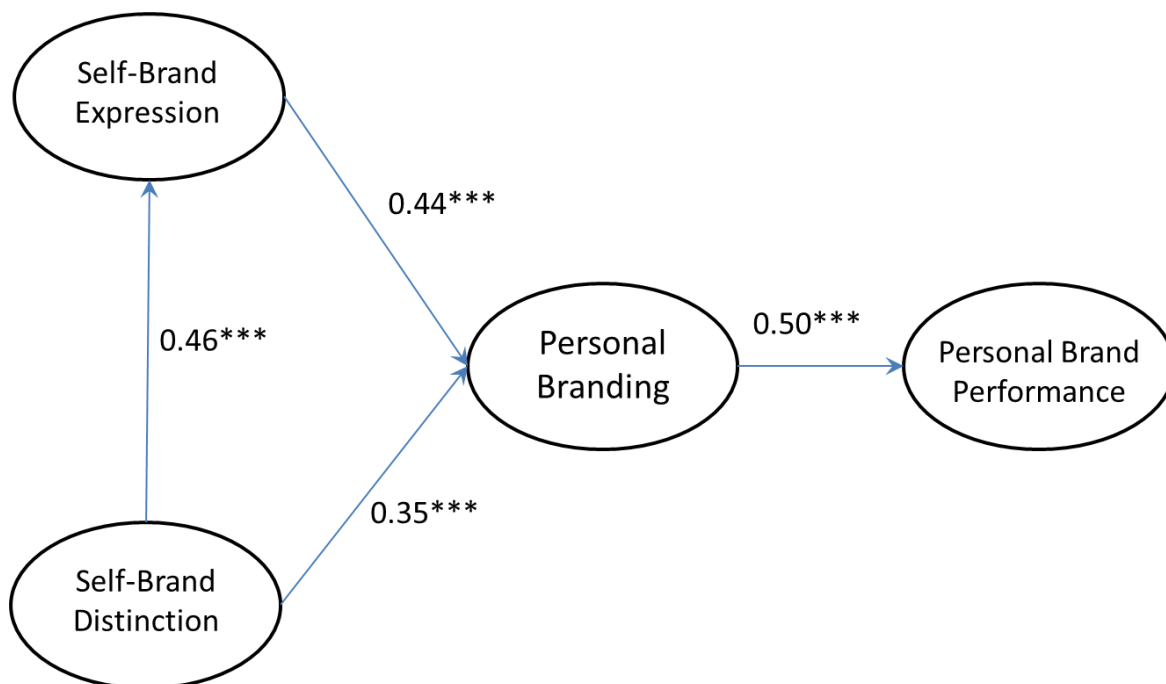 Self-Brand
Expression
0.44***
0.46***
Personal
Branding
0.50***
Personal Brand
Performance
0.35***
Self-Brand
Distinction